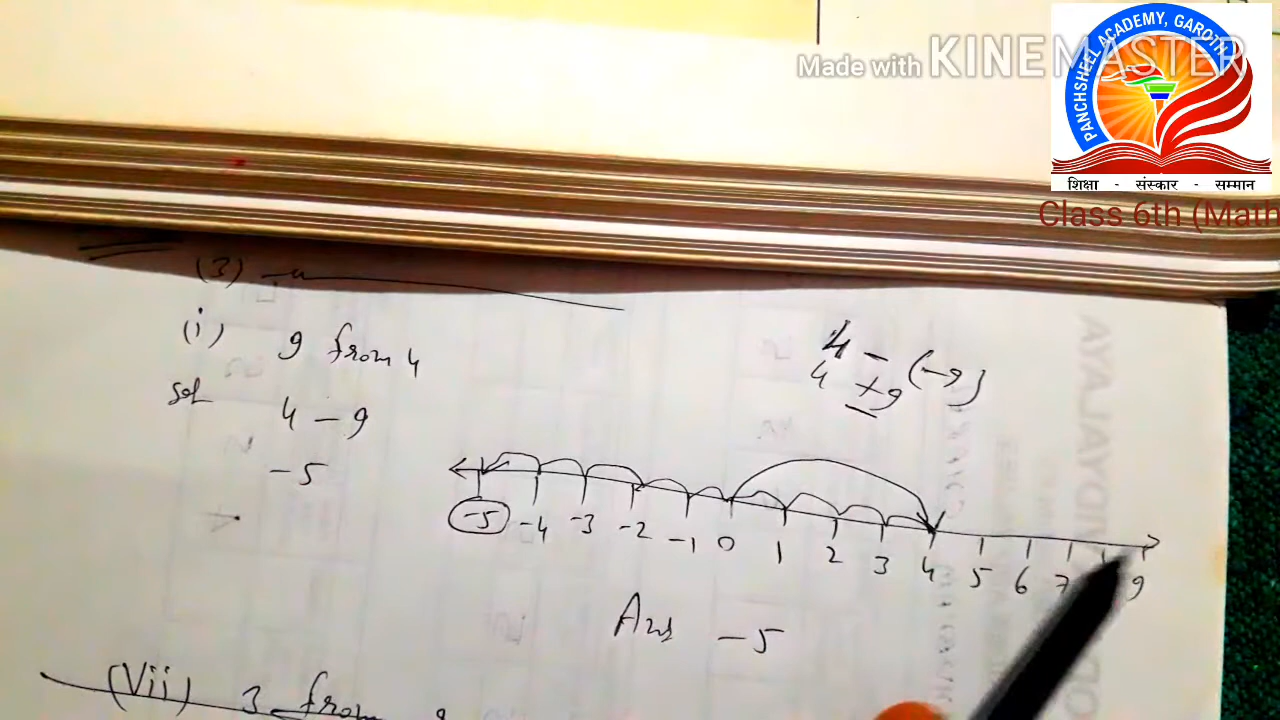 Made with KINEMASTER
PANCHSHEEL ACADEMY, GAROTH
शिक्षा - संस्कार - सम्मान
Class 6th (Math
(3)
(i) 9 from 4
Sol 4 - 9
-5
4 - (-9)
4 + 9
-5 -4 -3 -2 -1 0 1 2 3 4 5 6 7 9
Ans -5
(Vii) 3 from